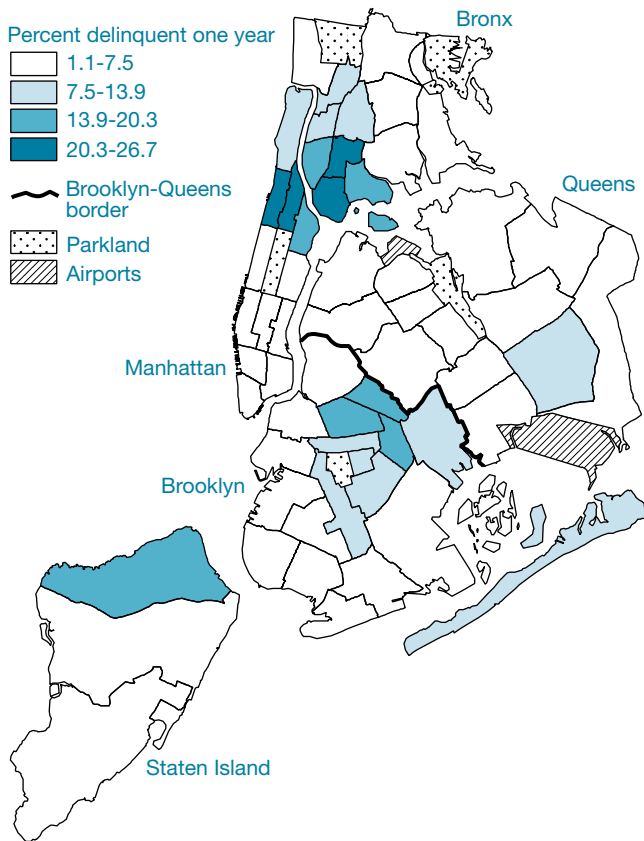 Percent delinquent one year
1.1-7.5
7.5-13.9
13.9-20.3
20.3-26.7
Brooklyn-Queens
border
Parkland
Airports
Bronx
Queens
Manhattan
Brooklyn
Staten Island